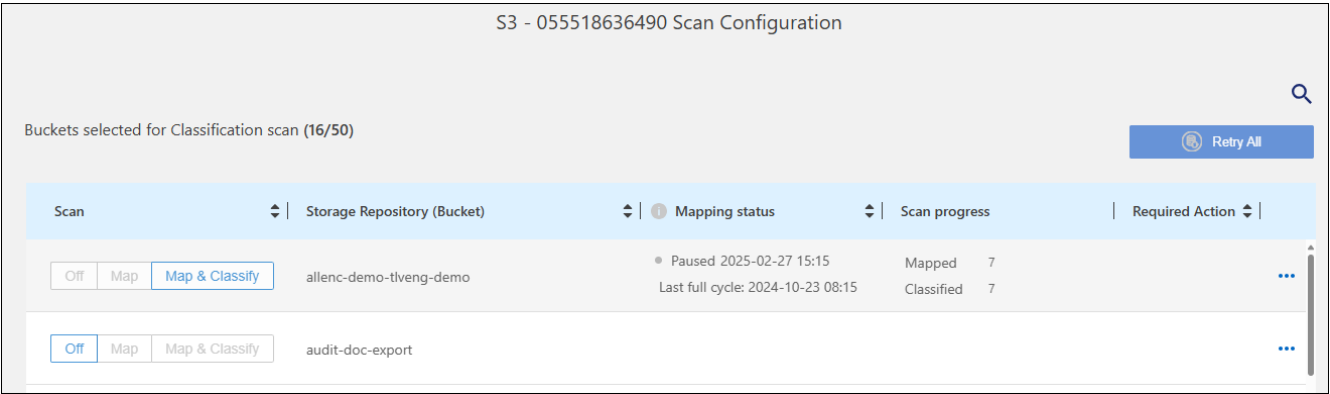 S3 - 055518636490 Scan Configuration
Buckets selected for Classification scan (16/50)
Retry All
Scan Storage Repository (Bucket) Mapping status Scan progress Required Action
Off Map Map & Classify allenc-demo-tlveng-demo Paused 2025-02-27 15:15 Mapped 7
Last full cycle: 2024-10-23 08:15 Classified 7
Off Map Map & Classify audit-doc-export